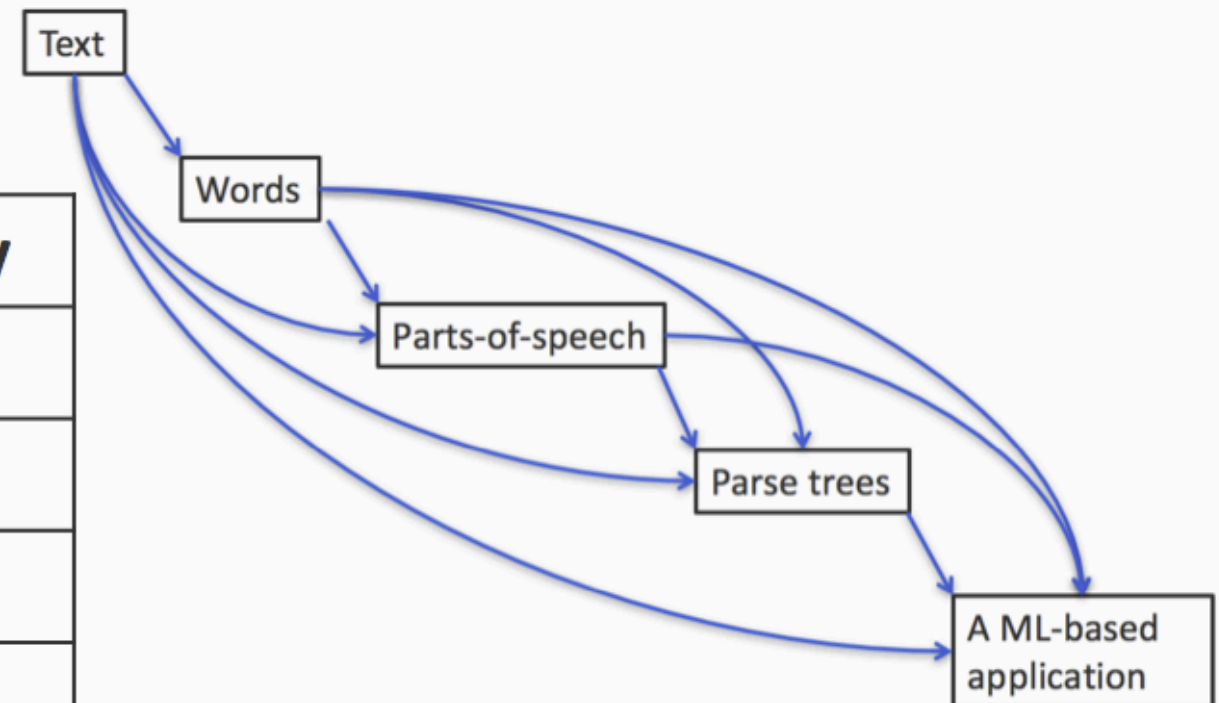 Text
Words
Parts-of-speech
Parse trees
A ML-based
application